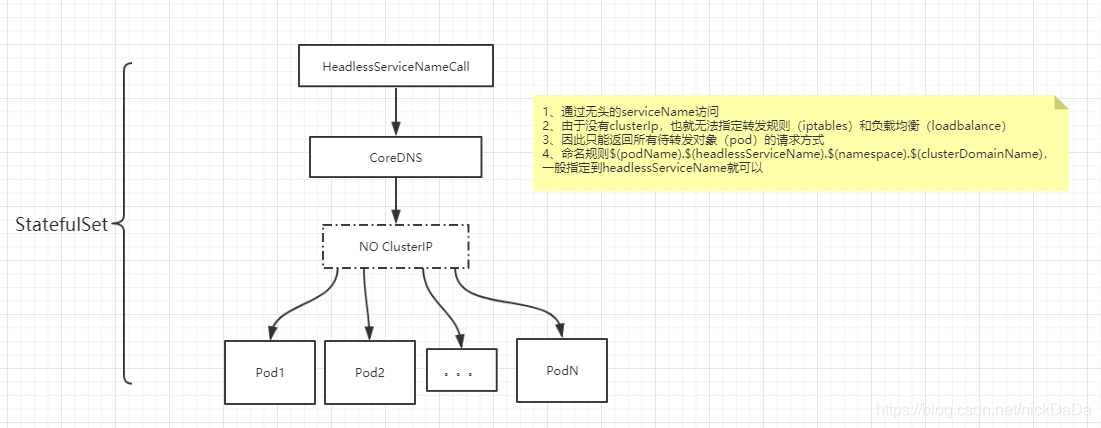 HeadlessServiceNameCall
1、通过无头的serviceName访问
2、由于没有clusterIp，也就无法指定转发规则（iptables）和负载均衡（loadbalance）
3、因此只能返回所有待转发对象（pod）的请求方式
4、命名规则$(podName).$(headlessServiceName).$(namespace).$(clusterDomainName)，
一般指定到headlessServiceName就可以
CoreDNS
StatefulSet
NO ClusterIP
Pod1
Pod2
。。。
PodN
https://blog.csdn.net/nickDaDa